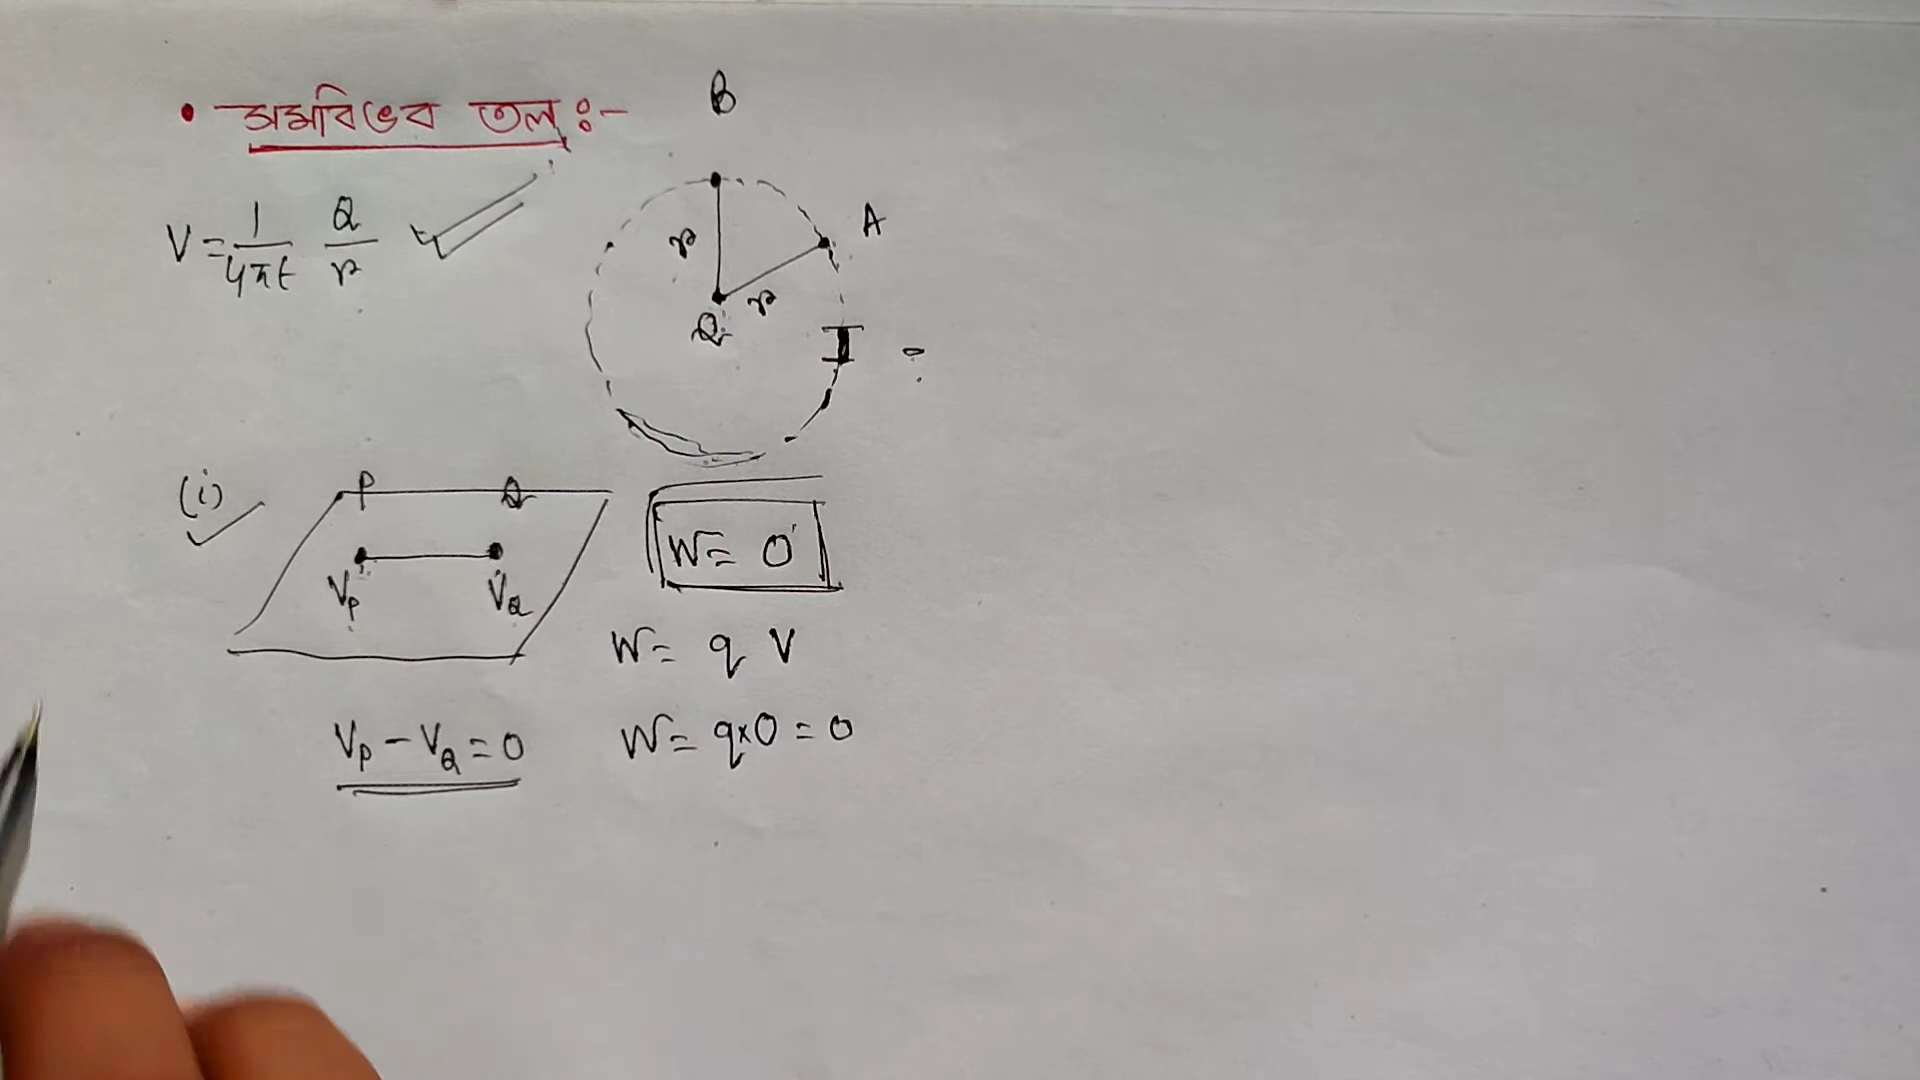 • সমবিভব তল :-
B
V = 1/4πε Q/r
r
A
r
Q
(i)
P Q
W = 0
V_P V_Q
W = q V
V_P - V_Q = 0
W = q×0 = 0